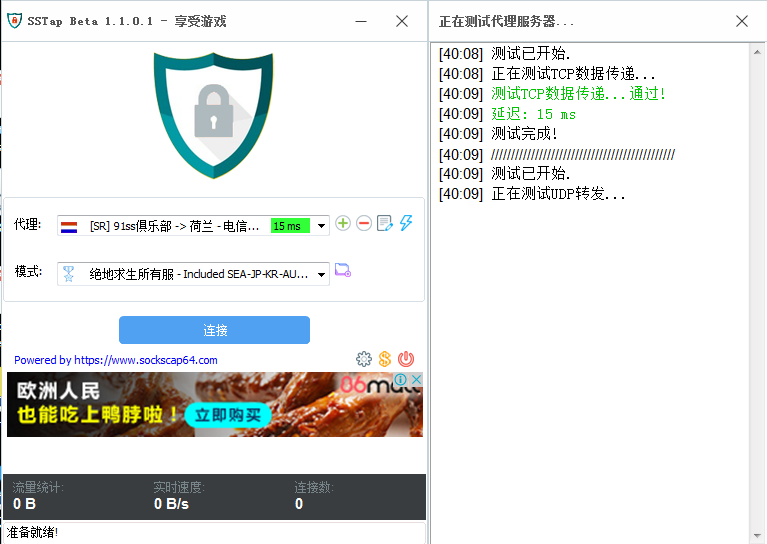 SSTap Beta 1.1.0.1 - 享受游戏
代理:
[SR] 91ss俱乐部 -> 荷兰 - 电信... 15 ms
模式:
绝地求生所有服 - Included SEA-JP-KR-AU...
连接
Powered by https://www.sockscap64.com
欧洲人民
也能吃上鸭脖啦！
立即购买
流量统计: 实时速度: 连接数:
0 B 0 B/s 0
准备就绪!
正在测试代理服务器...
[40:08] 测试已开始.
[40:08] 正在测试TCP数据传递...
[40:09] 测试TCP数据传递...通过!
[40:09] 延迟: 15 ms
[40:09] 测试完成!
[40:09] //////////////////////////////////////////////
[40:09] 测试已开始.
[40:09] 正在测试UDP转发...